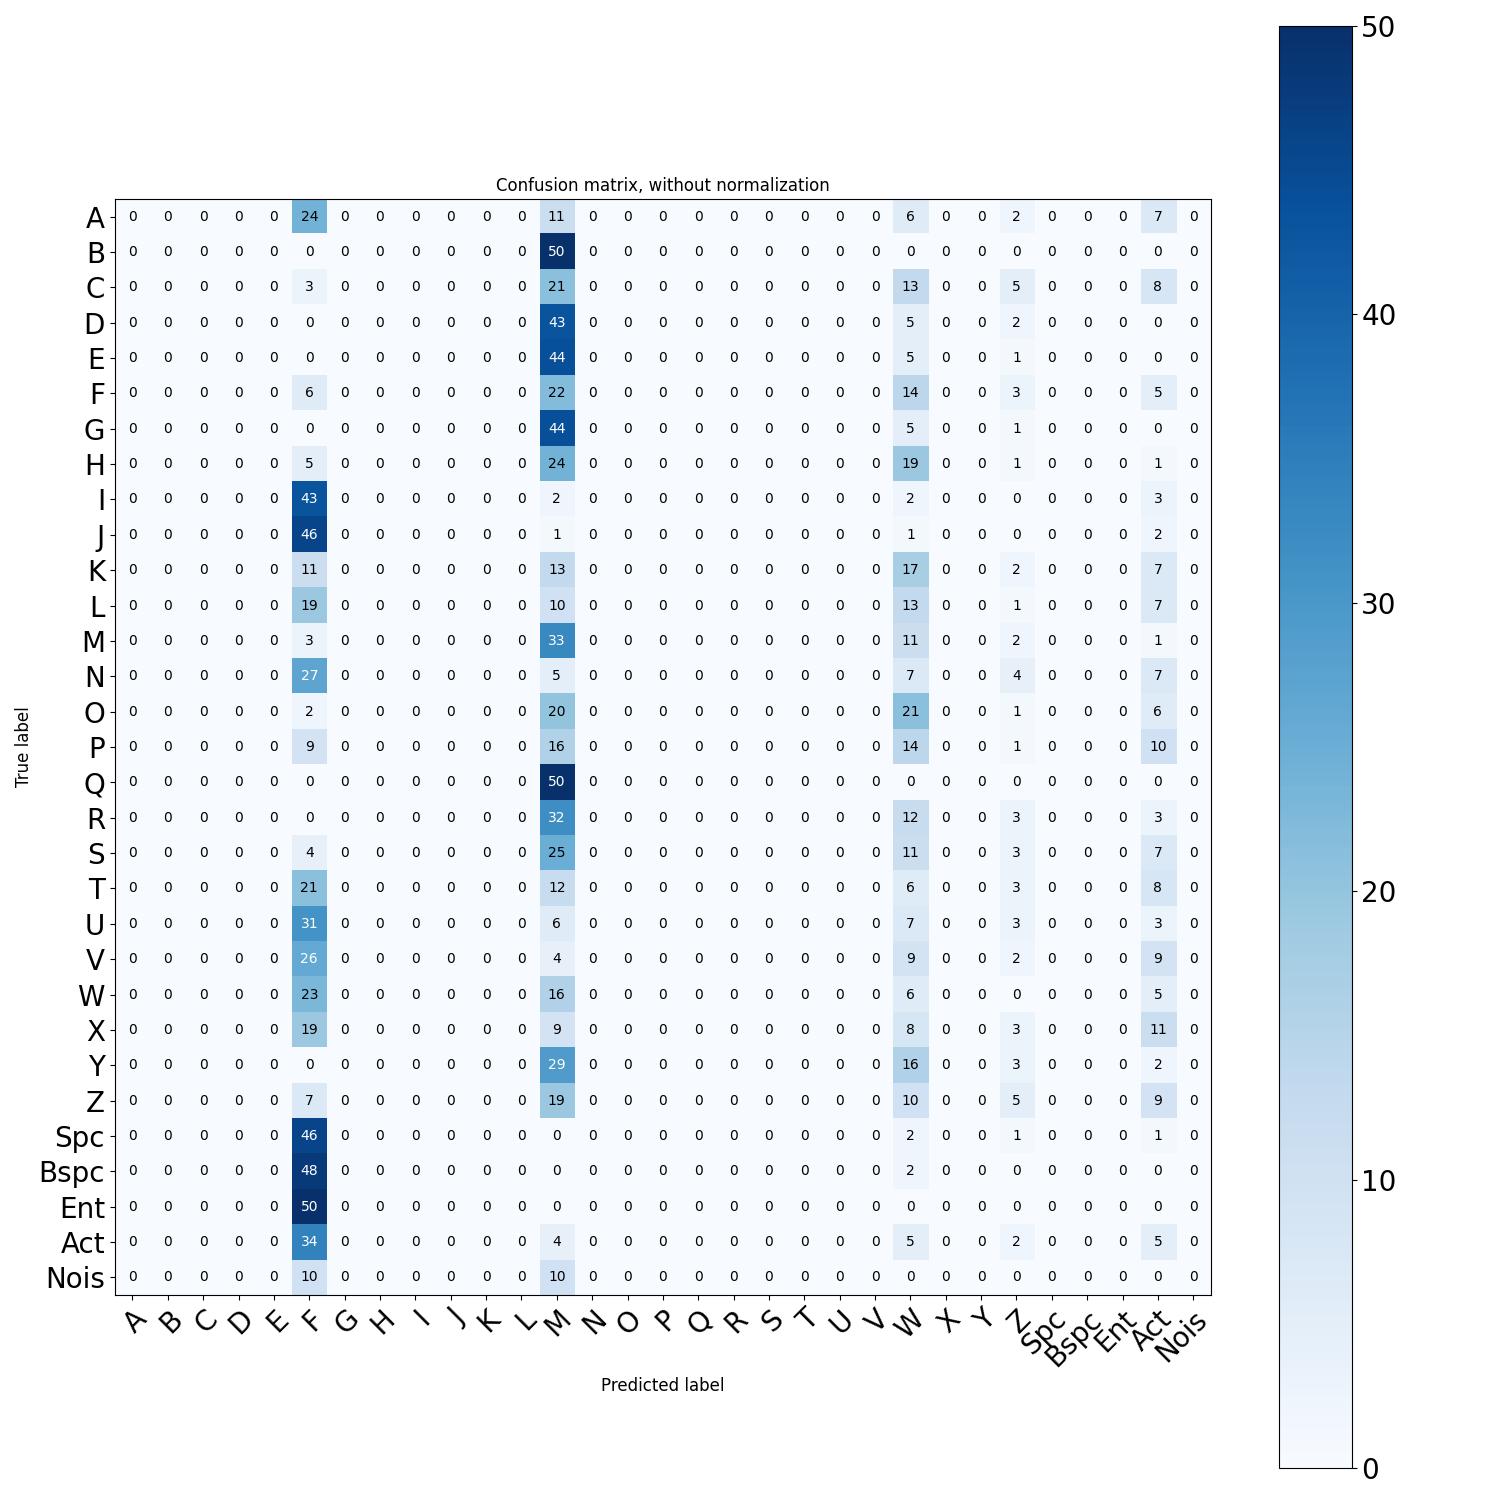 Confusion matrix, without normalization
A 0 0 0 0 0 24 0 0 0 0 0 0 11 0 0 0 0 0 0 0 0 0 6 0 0 2 0 0 0 7 0
B 0 0 0 0 0 0 0 0 0 0 0 0 50 0 0 0 0 0 0 0 0 0 0 0 0 0 0 0 0 0 0
C 0 0 0 0 0 3 0 0 0 0 0 0 21 0 0 0 0 0 0 0 0 0 13 0 0 5 0 0 0 8 0
D 0 0 0 0 0 0 0 0 0 0 0 0 43 0 0 0 0 0 0 0 0 0 5 0 0 2 0 0 0 0 0
E 0 0 0 0 0 0 0 0 0 0 0 0 44 0 0 0 0 0 0 0 0 0 5 0 0 1 0 0 0 0 0
F 0 0 0 0 0 6 0 0 0 0 0 0 22 0 0 0 0 0 0 0 0 0 14 0 0 3 0 0 0 5 0
G 0 0 0 0 0 0 0 0 0 0 0 0 44 0 0 0 0 0 0 0 0 0 5 0 0 1 0 0 0 0 0
H 0 0 0 0 0 5 0 0 0 0 0 0 24 0 0 0 0 0 0 0 0 0 19 0 0 1 0 0 0 1 0
I 0 0 0 0 0 43 0 0 0 0 0 0 2 0 0 0 0 0 0 0 0 0 2 0 0 0 0 0 0 3 0
J 0 0 0 0 0 46 0 0 0 0 0 0 1 0 0 0 0 0 0 0 0 0 1 0 0 0 0 0 0 2 0
K 0 0 0 0 0 11 0 0 0 0 0 0 13 0 0 0 0 0 0 0 0 0 17 0 0 2 0 0 0 7 0
L 0 0 0 0 0 19 0 0 0 0 0 0 10 0 0 0 0 0 0 0 0 0 13 0 0 1 0 0 0 7 0
M 0 0 0 0 0 3 0 0 0 0 0 0 33 0 0 0 0 0 0 0 0 0 11 0 0 2 0 0 0 1 0
N 0 0 0 0 0 27 0 0 0 0 0 0 5 0 0 0 0 0 0 0 0 0 7 0 0 4 0 0 0 7 0
O 0 0 0 0 0 2 0 0 0 0 0 0 20 0 0 0 0 0 0 0 0 0 21 0 0 1 0 0 0 6 0
P 0 0 0 0 0 9 0 0 0 0 0 0 16 0 0 0 0 0 0 0 0 0 14 0 0 1 0 0 0 10 0
Q 0 0 0 0 0 0 0 0 0 0 0 0 50 0 0 0 0 0 0 0 0 0 0 0 0 0 0 0 0 0 0
R 0 0 0 0 0 0 0 0 0 0 0 0 32 0 0 0 0 0 0 0 0 0 12 0 0 3 0 0 0 3 0
S 0 0 0 0 0 4 0 0 0 0 0 0 25 0 0 0 0 0 0 0 0 0 11 0 0 3 0 0 0 7 0
T 0 0 0 0 0 21 0 0 0 0 0 0 12 0 0 0 0 0 0 0 0 0 6 0 0 3 0 0 0 8 0
U 0 0 0 0 0 31 0 0 0 0 0 0 6 0 0 0 0 0 0 0 0 0 7 0 0 3 0 0 0 3 0
V 0 0 0 0 0 26 0 0 0 0 0 0 4 0 0 0 0 0 0 0 0 0 9 0 0 2 0 0 0 9 0
W 0 0 0 0 0 23 0 0 0 0 0 0 16 0 0 0 0 0 0 0 0 0 6 0 0 0 0 0 0 5 0
X 0 0 0 0 0 19 0 0 0 0 0 0 9 0 0 0 0 0 0 0 0 0 8 0 0 3 0 0 0 11 0
Y 0 0 0 0 0 0 0 0 0 0 0 0 29 0 0 0 0 0 0 0 0 0 16 0 0 3 0 0 0 2 0
Z 0 0 0 0 0 7 0 0 0 0 0 0 19 0 0 0 0 0 0 0 0 0 10 0 0 5 0 0 0 9 0
Spc 0 0 0 0 0 46 0 0 0 0 0 0 0 0 0 0 0 0 0 0 0 0 2 0 0 1 0 0 0 1 0
Bspc 0 0 0 0 0 48 0 0 0 0 0 0 0 0 0 0 0 0 0 0 0 0 2 0 0 0 0 0 0 0 0
Ent 0 0 0 0 0 50 0 0 0 0 0 0 0 0 0 0 0 0 0 0 0 0 0 0 0 0 0 0 0 0 0
Act 0 0 0 0 0 34 0 0 0 0 0 0 4 0 0 0 0 0 0 0 0 0 5 0 0 2 0 0 0 5 0
Nois 0 0 0 0 0 10 0 0 0 0 0 0 10 0 0 0 0 0 0 0 0 0 0 0 0 0 0 0 0 0 0
A B C D E F G H I J K L M N O P Q R S T U V W X Y Z Spc Bspc Ent Act Nois
Predicted label
True label
50
40
30
20
10
0